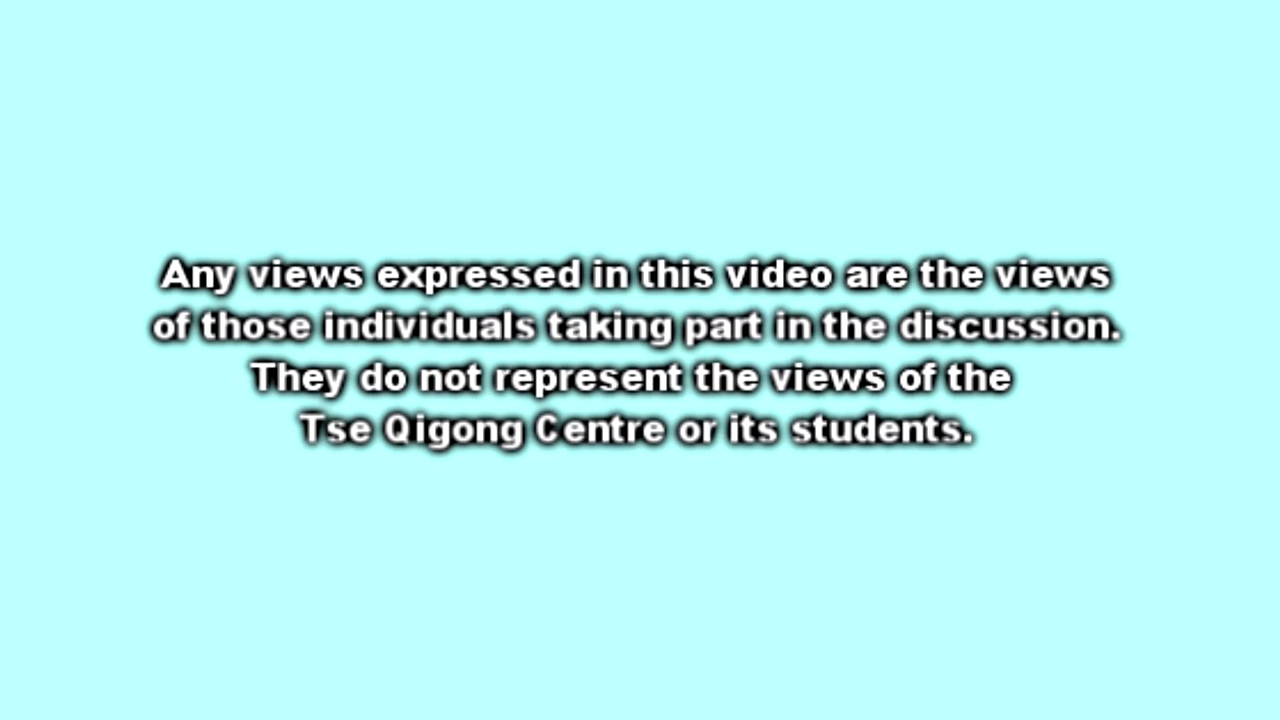 Any views expressed in this video are the views
of those individuals taking part in the discussion.
They do not represent the views of the
Tse Qigong Centre or its students.